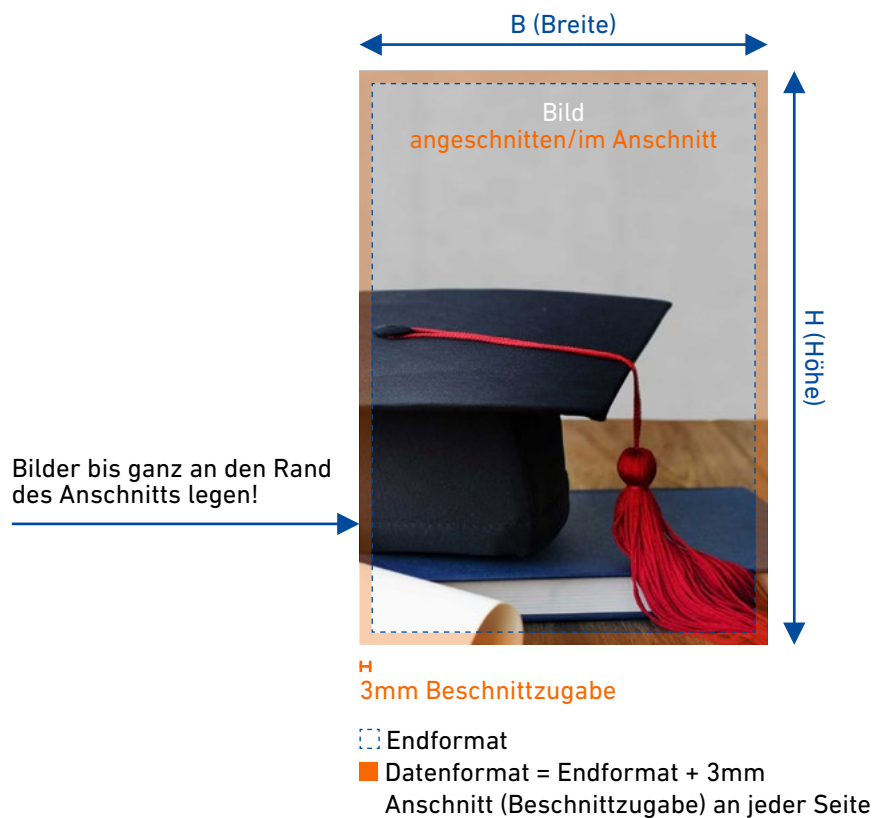 B (Breite)
Bild
angeschnitten/im Anschnitt
H (Höhe)
Bilder bis ganz an den Rand
des Anschnitts legen!
3mm Beschnittzugabe
Endformat
Datenformat = Endformat + 3mm
Anschnitt (Beschnittzugabe) an jeder Seite